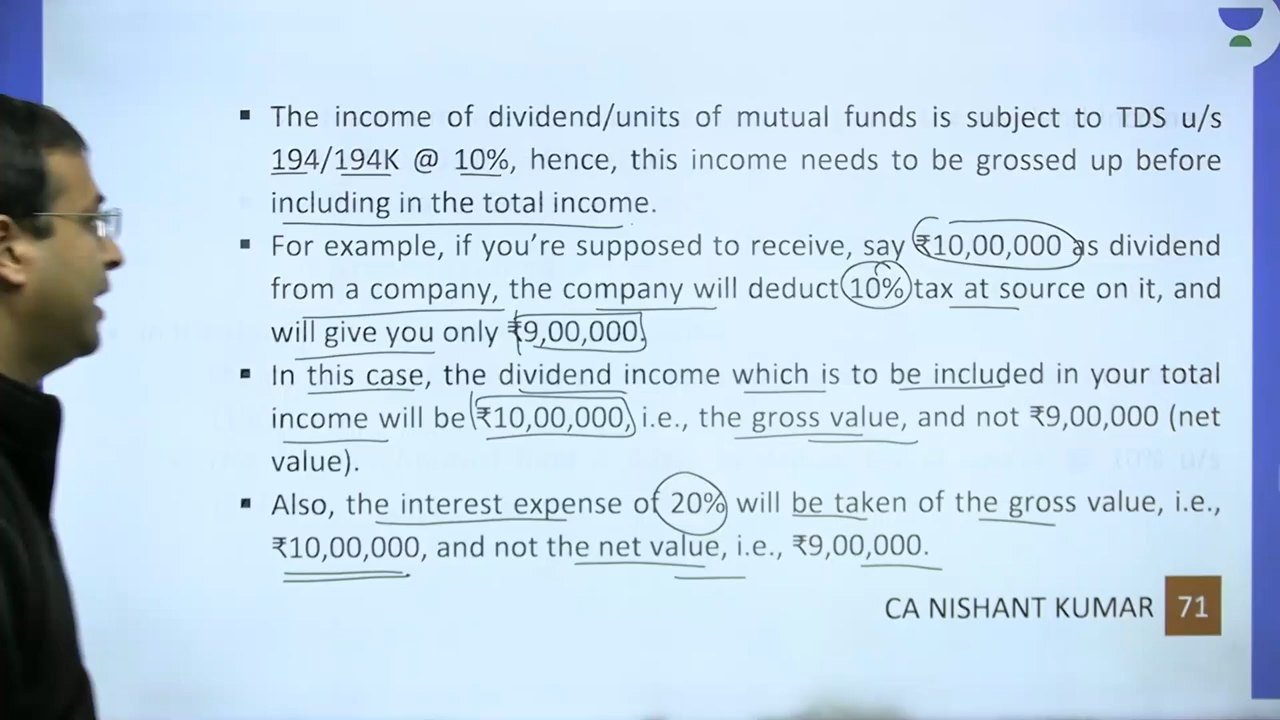 ▪ The income of dividend/units of mutual funds is subject to TDS u/s
194/194K @ 10%, hence, this income needs to be grossed up before
including in the total income.
▪ For example, if you're supposed to receive, say ₹10,00,000 as dividend
from a company, the company will deduct 10% tax at source on it, and
will give you only ₹9,00,000.
▪ In this case, the dividend income which is to be included in your total
income will be ₹10,00,000, i.e., the gross value, and not ₹9,00,000 (net
value).
▪ Also, the interest expense of 20% will be taken of the gross value, i.e.,
₹10,00,000, and not the net value, i.e., ₹9,00,000.
CA NISHANT KUMAR 71